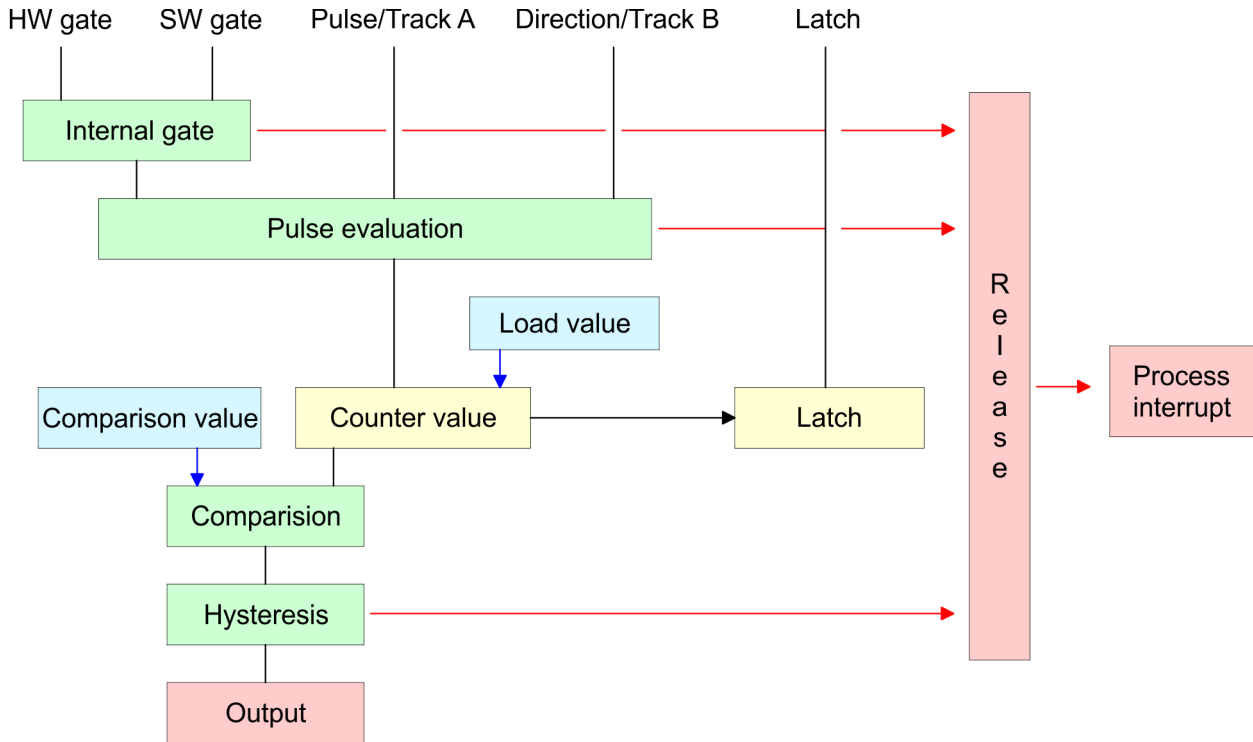 HW gate
SW gate
Pulse/Track A
Direction/Track B
Latch
Internal gate
Pulse evaluation
Load value
Comparison value
Counter value
Latch
Release
Process
interrupt
Comparision
Hysteresis
Output